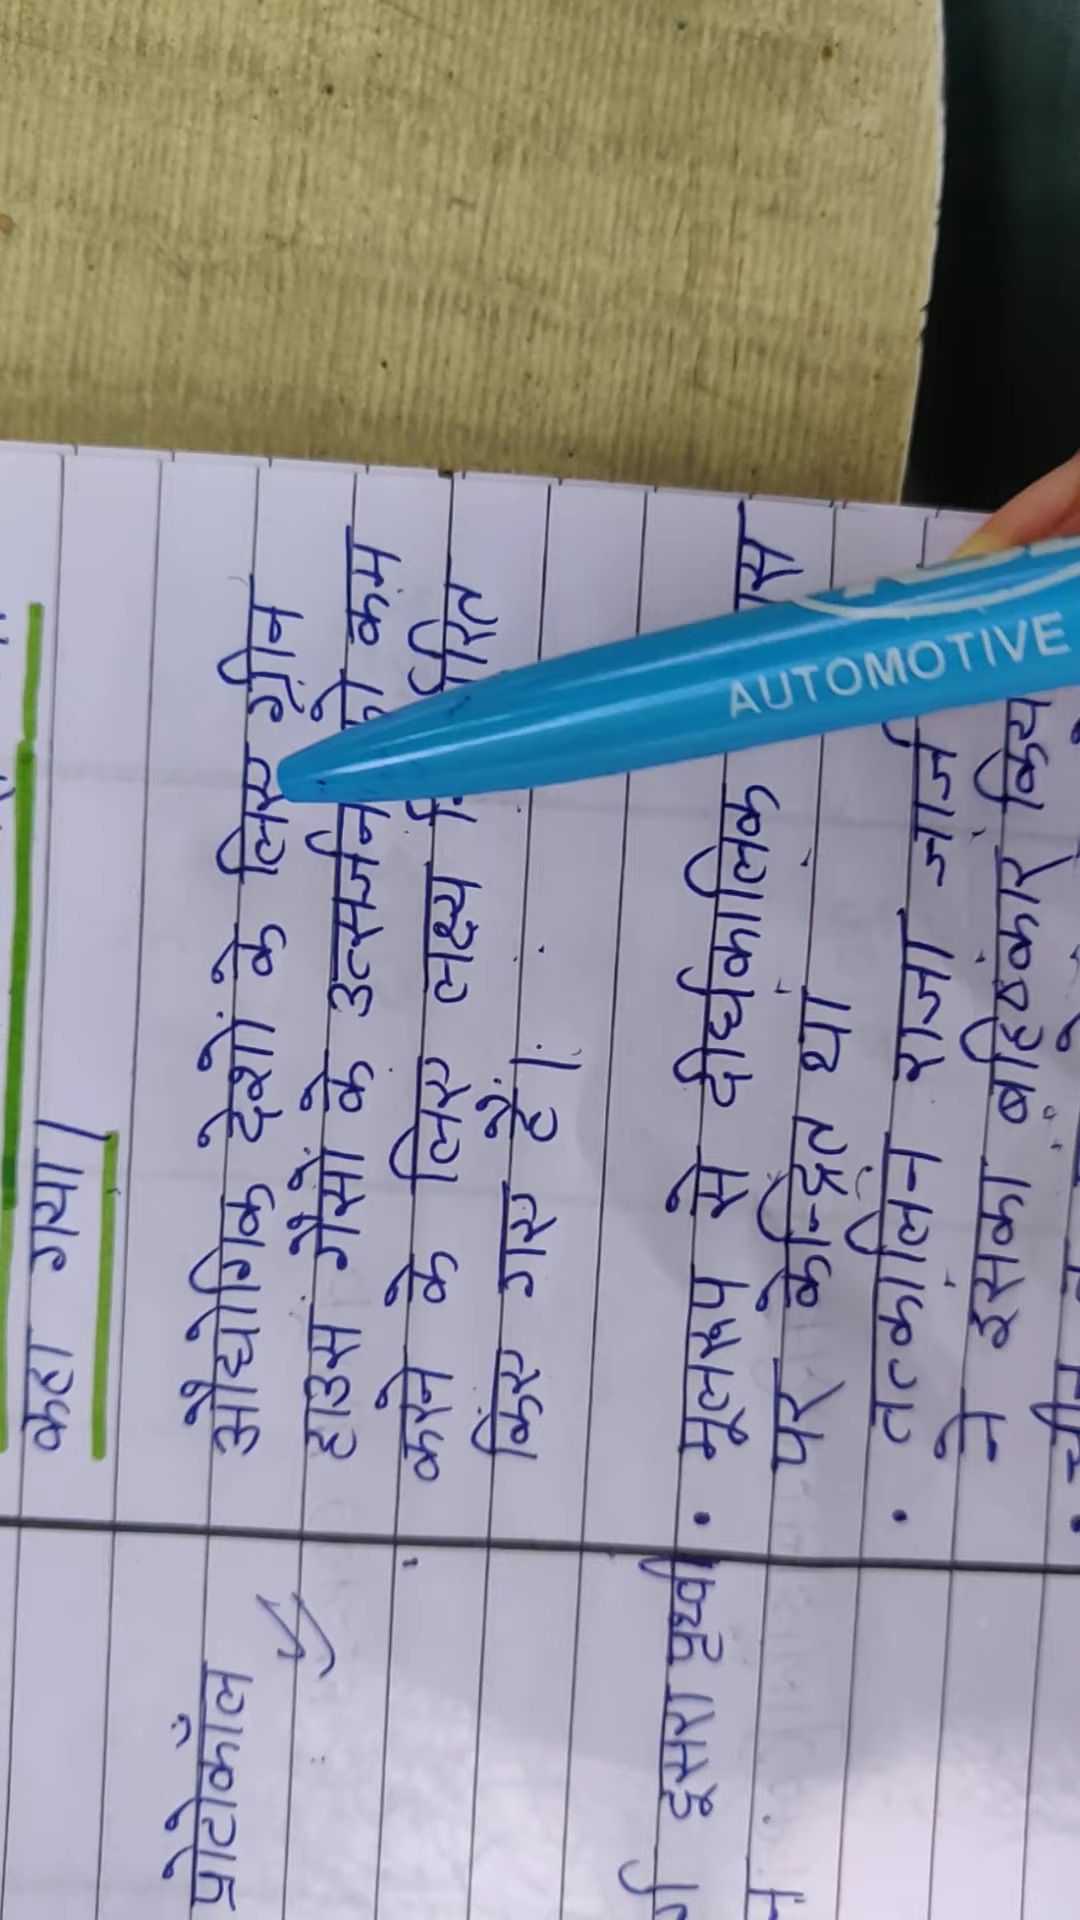 कहा गया।
प्रोटोकॉल
औद्योगिक देशों के लिए ग्रीन
हाउस गैसों के उत्सर्जन को कम
करने के लिए लक्ष्य
किए गए हैं।
दूसरा पृथ्वी
• मूलरूप से दीर्घकालिक
पर केन्द्रित था
• तत्कालिन राजा जार्ज
ने इसका बहिष्कार
AUTOMOTIVE